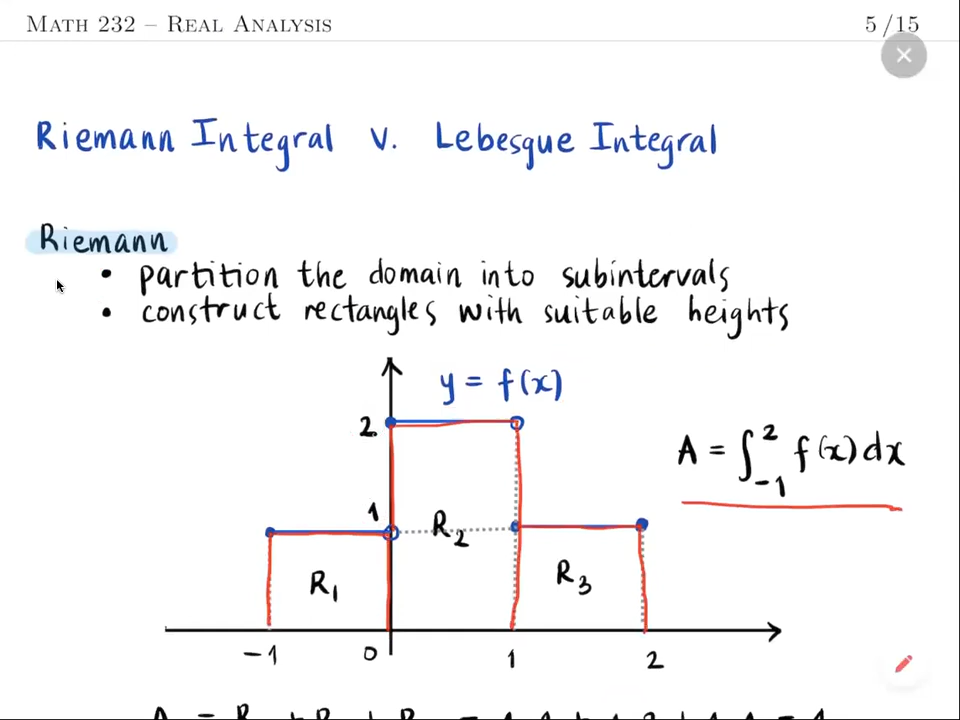 MATH 232 – REAL ANALYSIS 5 / 15
Riemann Integral v. Lebesgue Integral
Riemann
• partition the domain into subintervals
• construct rectangles with suitable heights
y = f(x)
2
A = ∫_{-1}^{2} f(x) dx
1
R₂
R₁
R₃
-1 0 1 2